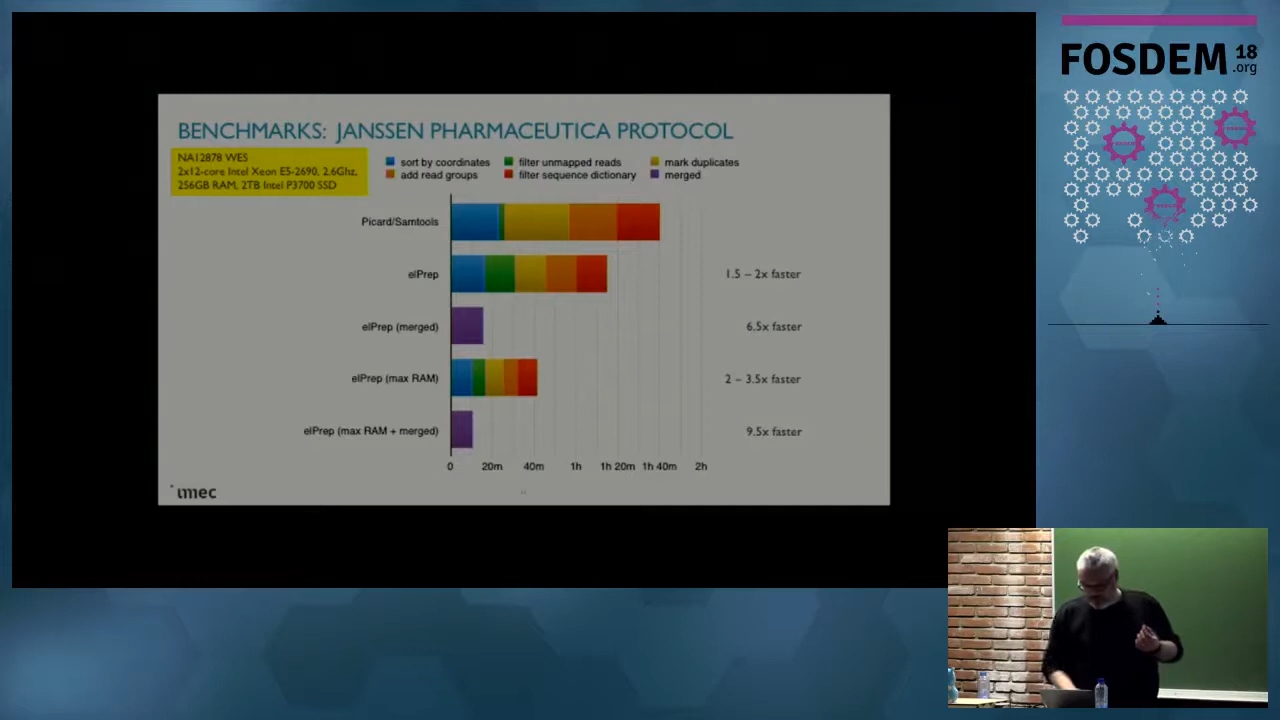 FOSDEM 18
.org
BENCHMARKS: JANSSEN PHARMACEUTICA PROTOCOL
NA12878 WES
2x12-core Intel Xeon E5-2690, 2.6Ghz,
256GB RAM, 2TB Intel P3700 SSD
sort by coordinates filter unmapped reads mark duplicates
add read groups filter sequence dictionary merged
Picard/Samtools
elPrep 1.5 – 2x faster
elPrep (merged) 6.5x faster
elPrep (max RAM) 2 – 3.5x faster
elPrep (max RAM + merged) 9.5x faster
0 20m 40m 1h 1h 20m 1h 40m 2h
imec